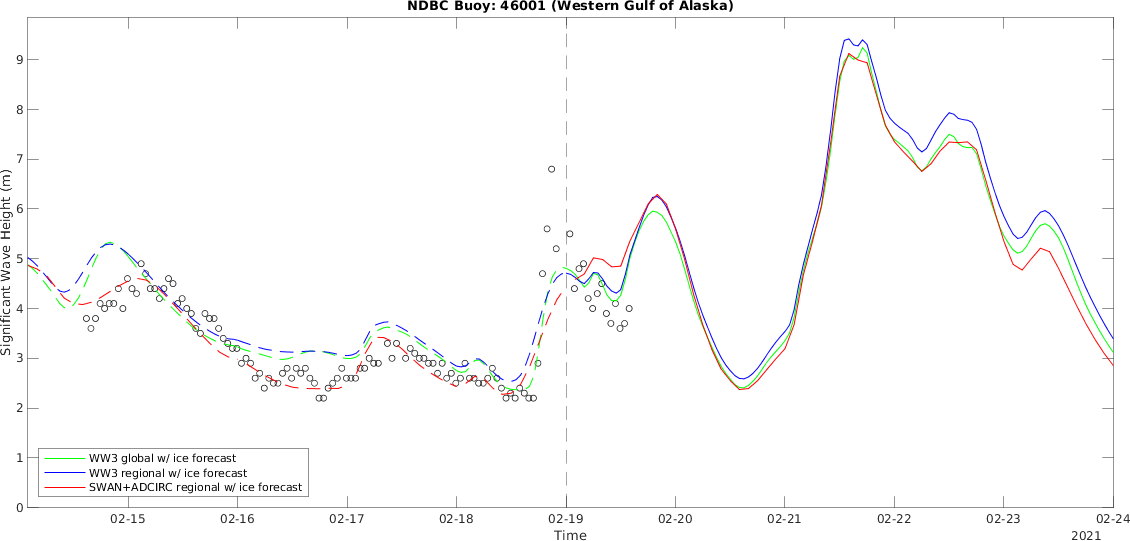 NDBC Buoy: 46001 (Western Gulf of Alaska)
Significant Wave Height (m)
9
8
7
6
5
4
3
2
1
0
WW3 global w/ ice forecast
WW3 regional w/ ice forecast
SWAN+ADCIRC regional w/ ice forecast
02-15 02-16 02-17 02-18 02-19 02-20 02-21 02-22 02-23 02-24
Time
2021